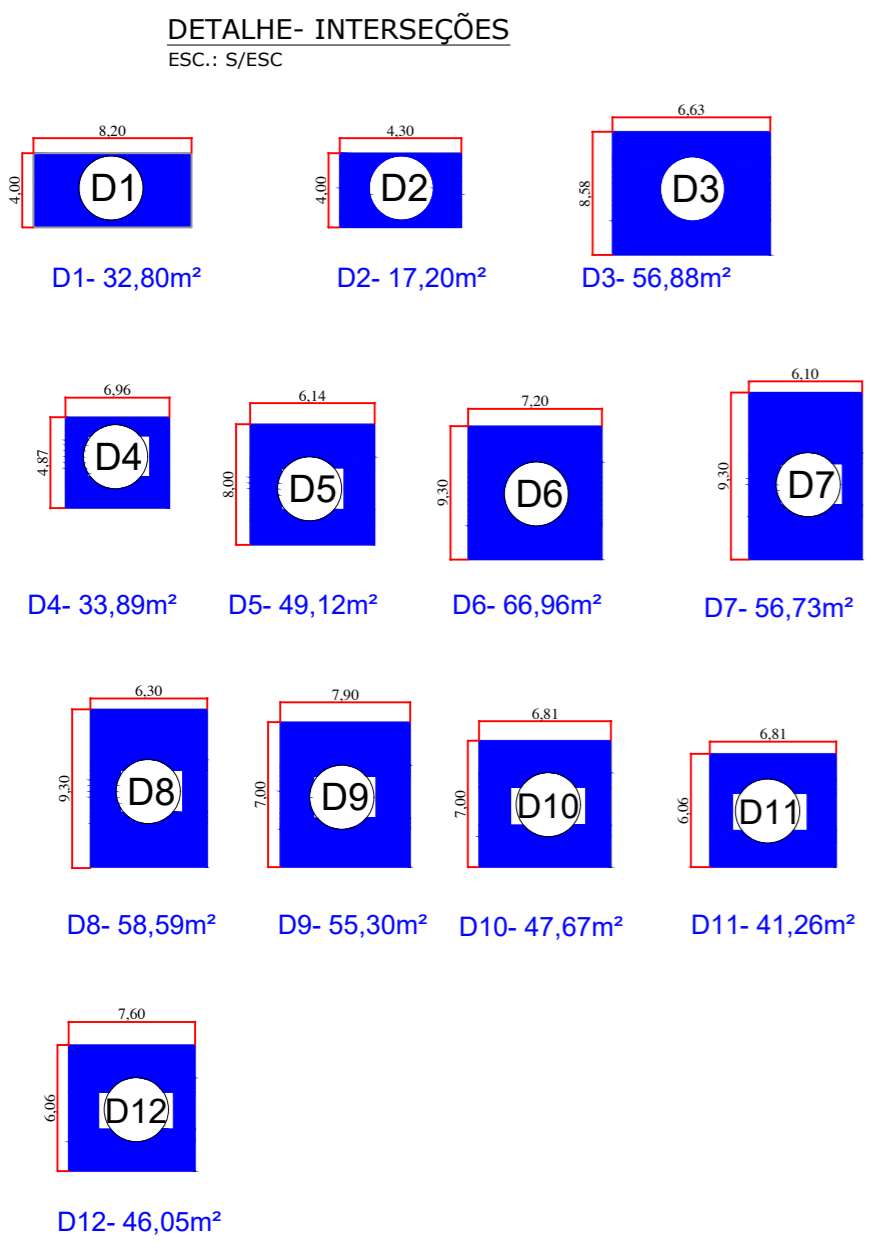 DETALHE- INTERSEÇÕES
ESC.: S/ESC
8,20
4,00
D1
D1- 32,80m²
4,30
4,00
D2
D2- 17,20m²
6,63
8,58
D3
D3- 56,88m²
6,96
4,87
D4
D4- 33,89m²
6,14
8,00
D5
D5- 49,12m²
7,20
9,30
D6
D6- 66,96m²
6,10
9,30
D7
D7- 56,73m²
6,30
9,30
D8
D8- 58,59m²
7,90
7,00
D9
D9- 55,30m²
6,81
7,00
D10
D10- 47,67m²
6,81
6,06
D11
D11- 41,26m²
7,60
6,06
D12
D12- 46,05m²